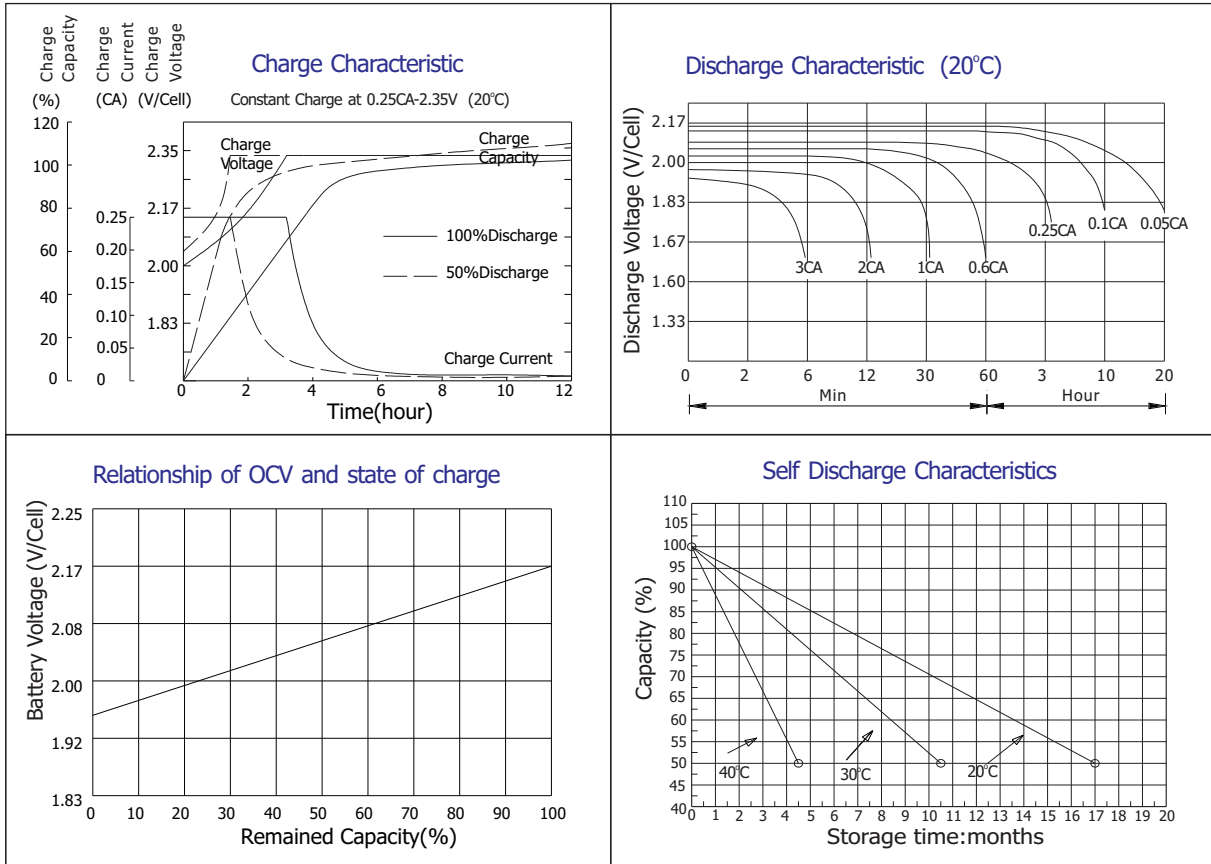 Charge Capacity
Charge Current
Charge Voltage
(%) (CA) (V/Cell)
Charge Characteristic
Constant Charge at 0.25CA-2.35V (20°C)
120
100
80
60
40
20
0
0.25
0.20
0.15
0.10
0.05
0
2.35
2.17
2.00
1.83
Charge Voltage
Charge Capacity
100%Discharge
50%Discharge
Charge Current
0 2 4 6 8 10 12
Time(hour)
Discharge Characteristic (20°C)
Discharge Voltage (V/Cell)
2.17
2.00
1.83
1.67
1.60
1.33
3CA 2CA 1CA 0.6CA 0.25CA 0.1CA 0.05CA
0 2 6 12 30 60 3 10 20
Min Hour
Relationship of OCV and state of charge
Battery Voltage (V/Cell)
2.25
2.17
2.08
2.00
1.92
1.83
0 10 20 30 40 50 60 70 80 90 100
Remained Capacity(%)
Self Discharge Characteristics
Capacity (%)
110
105
100
95
90
85
80
75
70
65
60
55
50
45
40
40°C 30°C 20°C
0 1 2 3 4 5 6 7 8 9 10 11 12 13 14 15 16 17 18 19 20
Storage time:months